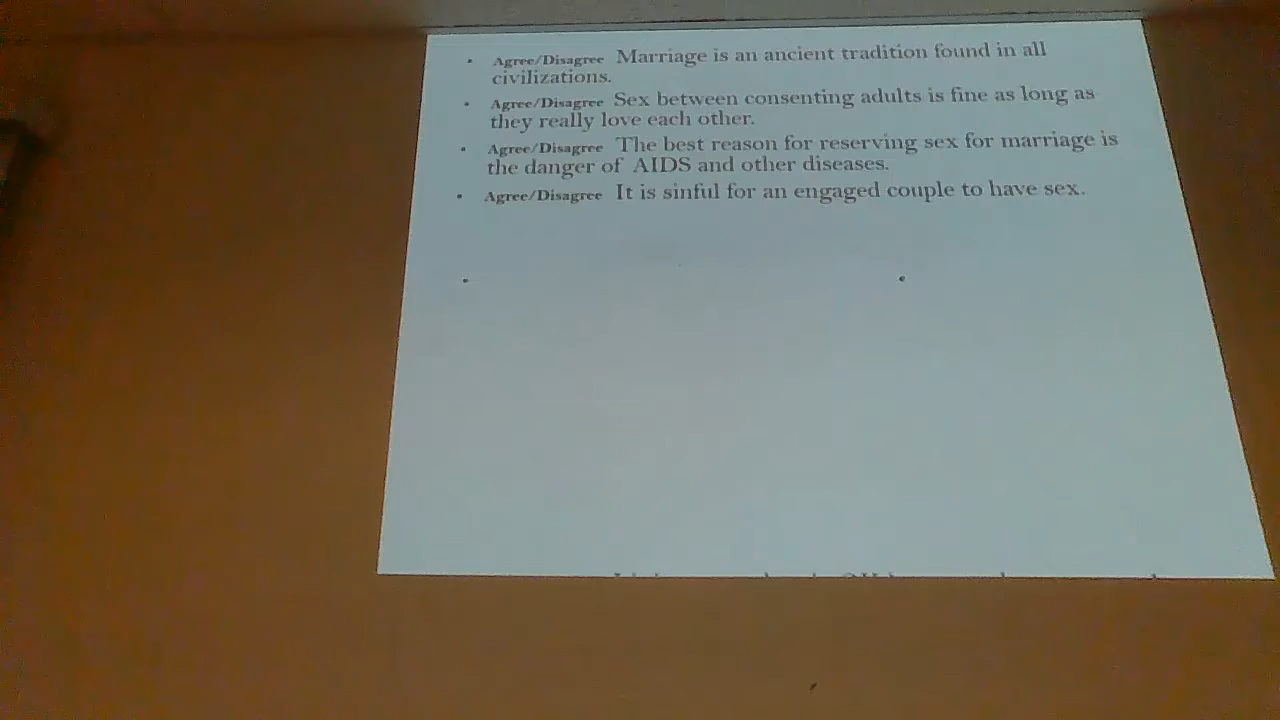 • Agree/Disagree Marriage is an ancient tradition found in all
civilizations.
• Agree/Disagree Sex between consenting adults is fine as long as
they really love each other.
• Agree/Disagree The best reason for reserving sex for marriage is
the danger of AIDS and other diseases.
• Agree/Disagree It is sinful for an engaged couple to have sex.